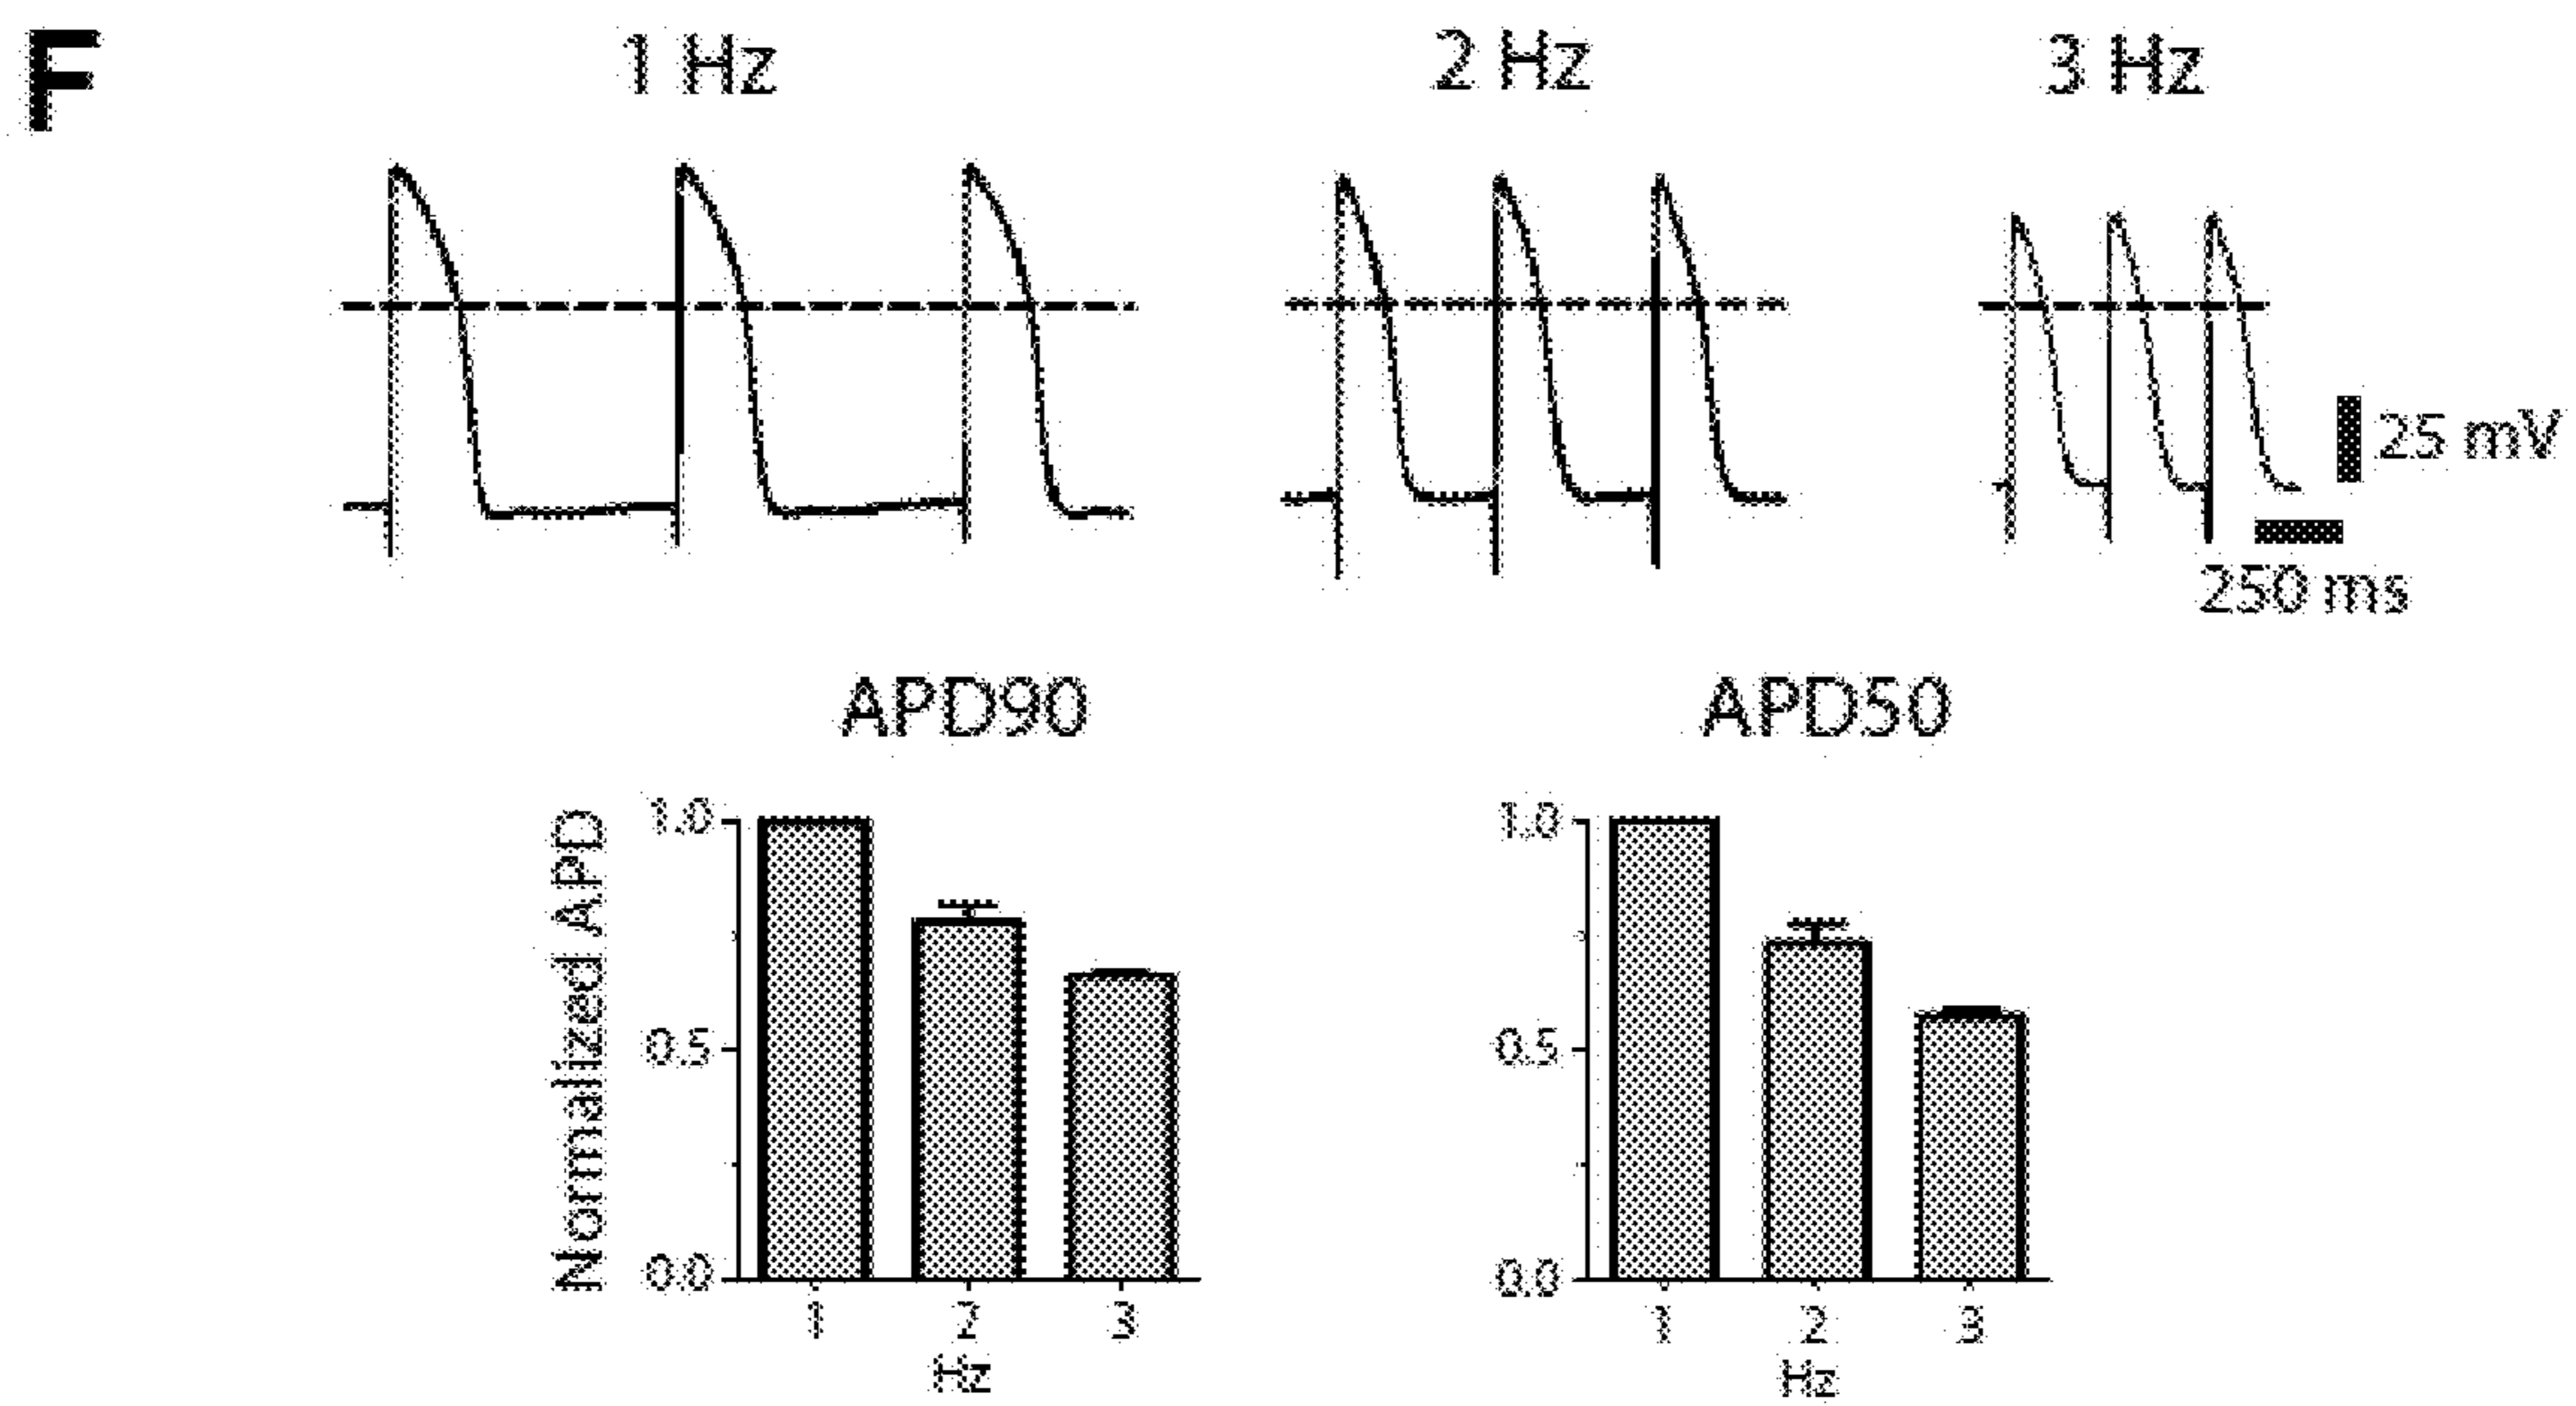 F
1 Hz 2 Hz 3 Hz
25 mV
250 ms
APD90
Normalized APD
1.0
0.5
0.0
1 2 3
Hz
APD50
1.0
0.5
0.0
1 2 3
Hz